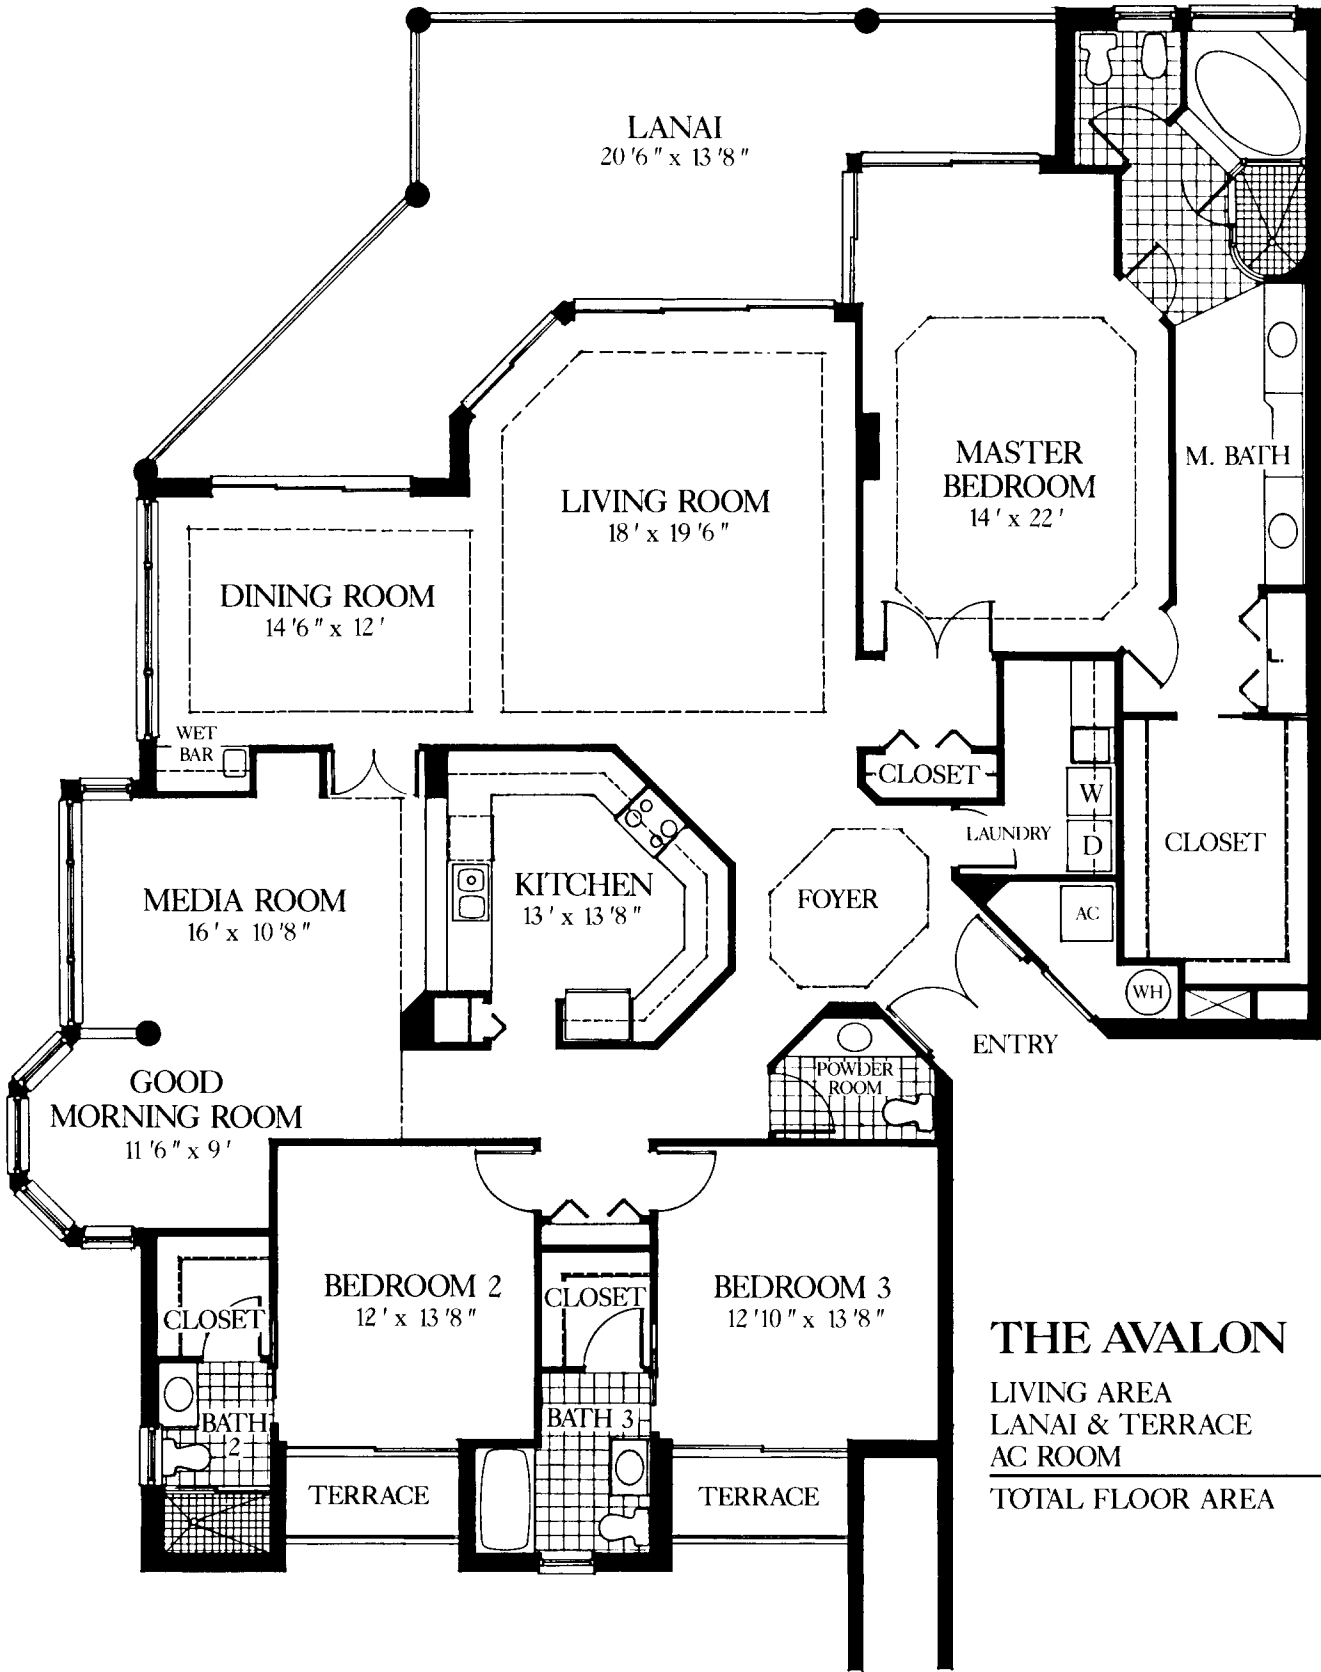 LANAI
20'6" x 13'8"
MASTER
BEDROOM
14' x 22'
M. BATH
LIVING ROOM
18' x 19'6"
DINING ROOM
14'6" x 12'
WET
BAR
CLOSET
W
D
LAUNDRY
CLOSET
MEDIA ROOM
16' x 10'8"
KITCHEN
13' x 13'8"
FOYER
AC
WH
ENTRY
GOOD
MORNING ROOM
11'6" x 9'
POWDER
ROOM
BEDROOM 2
12' x 13'8"
CLOSET
CLOSET
BEDROOM 3
12'10" x 13'8"
BATH
2
BATH 3
TERRACE
TERRACE
THE AVALON
LIVING AREA
LANAI & TERRACE
AC ROOM
TOTAL FLOOR AREA